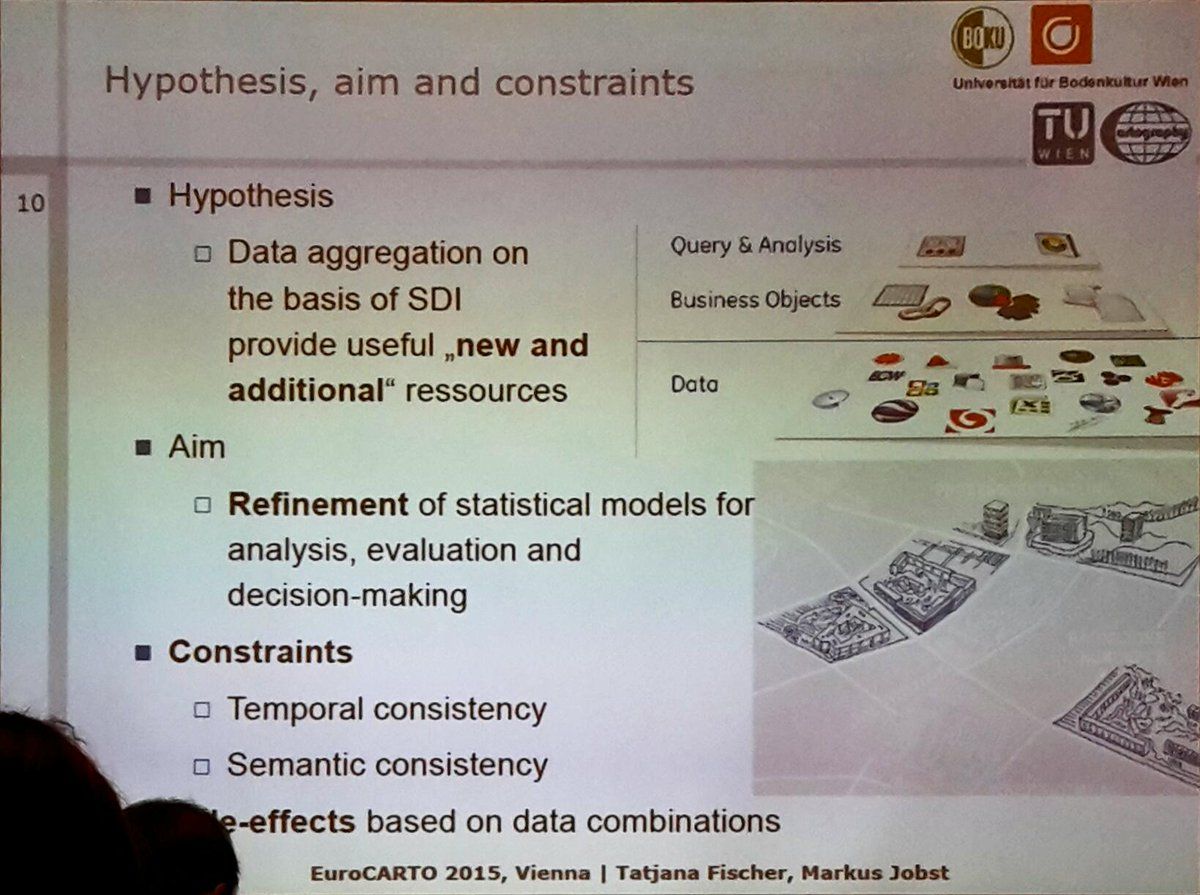 Hypothesis, aim and constraints
BOKU
Universität für Bodenkultur Wien
TU
WIEN
cartography
10
Hypothesis
Data aggregation on
the basis of SDI
provide useful „new and
additional“ ressources
Aim
Refinement of statistical models for
analysis, evaluation and
decision-making
Constraints
Temporal consistency
Semantic consistency
e-effects based on data combinations
Query & Analysis
Business Objects
Data
ECW
EuroCARTO 2015, Vienna | Tatjana Fischer, Markus Jobst